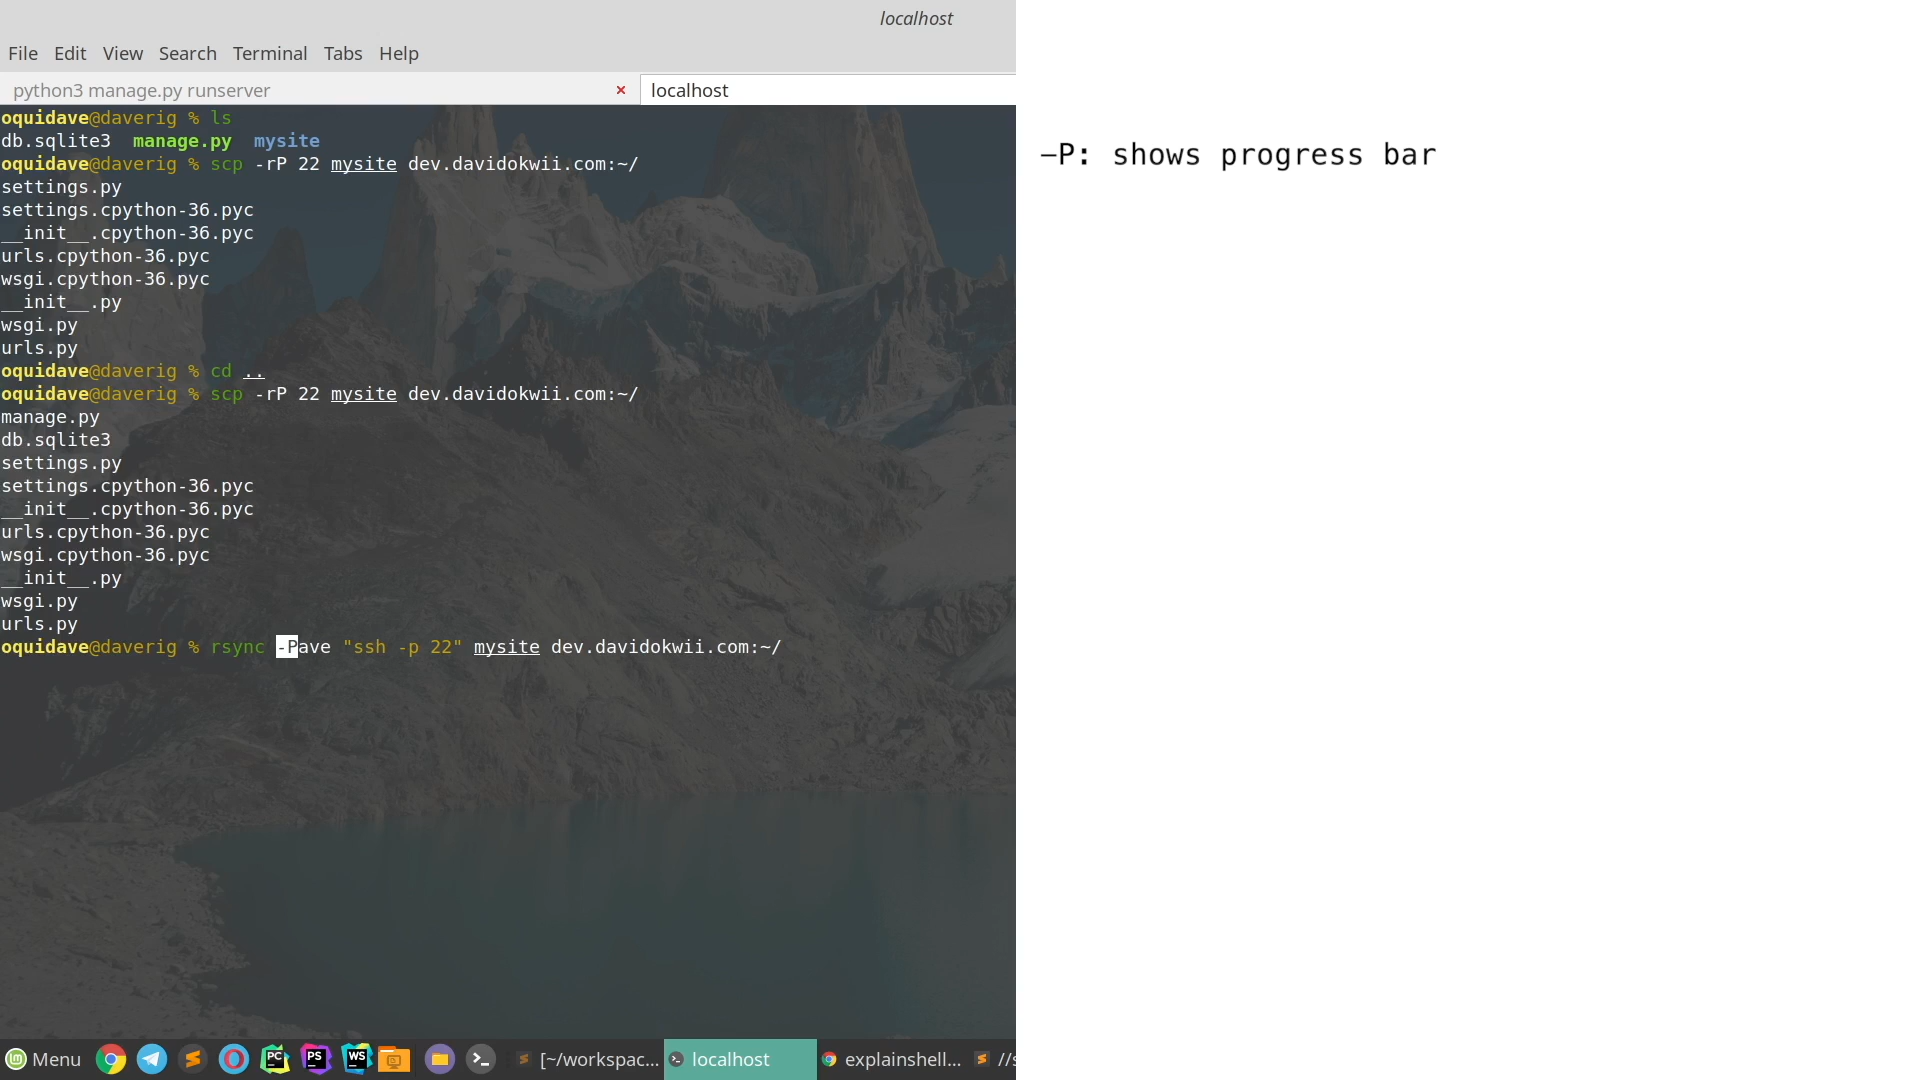 localhost
File Edit View Search Terminal Tabs Help
python3 manage.py runserver × localhost
oquidave@daverig % ls
db.sqlite3 manage.py mysite
oquidave@daverig % scp -rP 22 mysite dev.davidokwii.com:~/
settings.py
settings.cpython-36.pyc
__init__.cpython-36.pyc
urls.cpython-36.pyc
wsgi.cpython-36.pyc
__init__.py
wsgi.py
urls.py
oquidave@daverig % cd ..
oquidave@daverig % scp -rP 22 mysite dev.davidokwii.com:~/
manage.py
db.sqlite3
settings.py
settings.cpython-36.pyc
__init__.cpython-36.pyc
urls.cpython-36.pyc
wsgi.cpython-36.pyc
__init__.py
wsgi.py
urls.py
oquidave@daverig % rsync -Pave "ssh -p 22" mysite dev.davidokwii.com:~/
Menu PC PS WS [~/workspac... localhost explainshell... //s
–P: shows progress bar